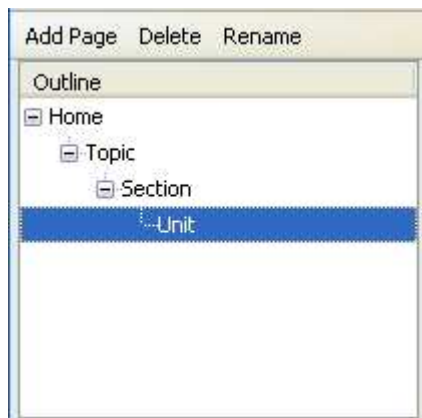 Add Page Delete Rename
Outline
Home
Topic
Section
Unit